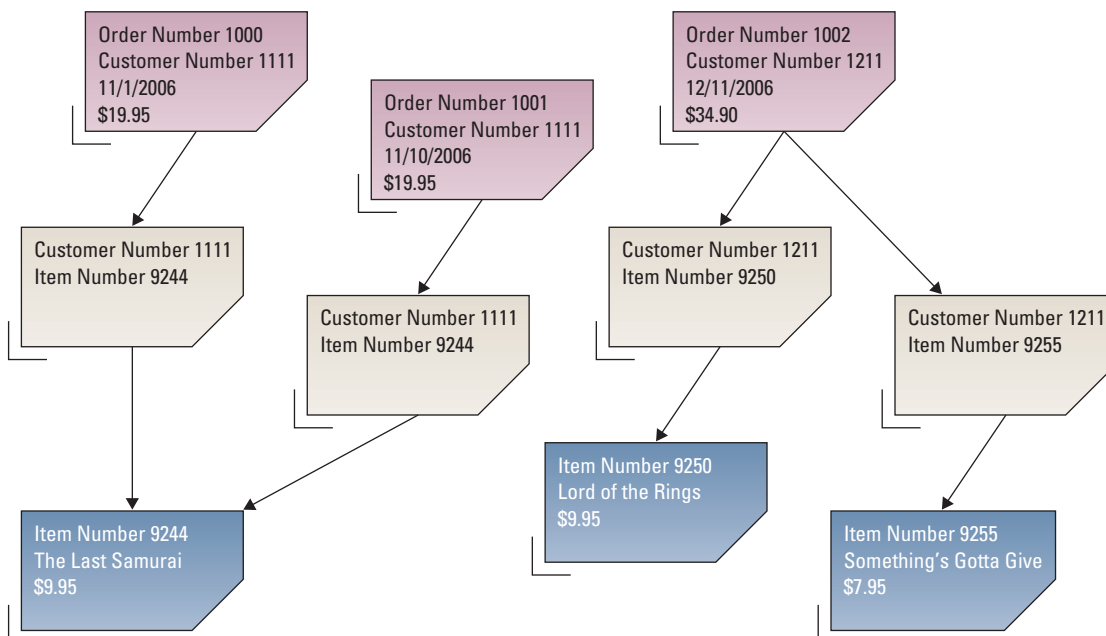 Order Number 1000
Customer Number 1111
11/1/2006
$19.95
Order Number 1001
Customer Number 1111
11/10/2006
$19.95
Order Number 1002
Customer Number 1211
12/11/2006
$34.90
Customer Number 1111
Item Number 9244
Customer Number 1111
Item Number 9244
Customer Number 1211
Item Number 9250
Customer Number 1211
Item Number 9255
Item Number 9244
The Last Samurai
$9.95
Item Number 9250
Lord of the Rings
$9.95
Item Number 9255
Something's Gotta Give
$7.95